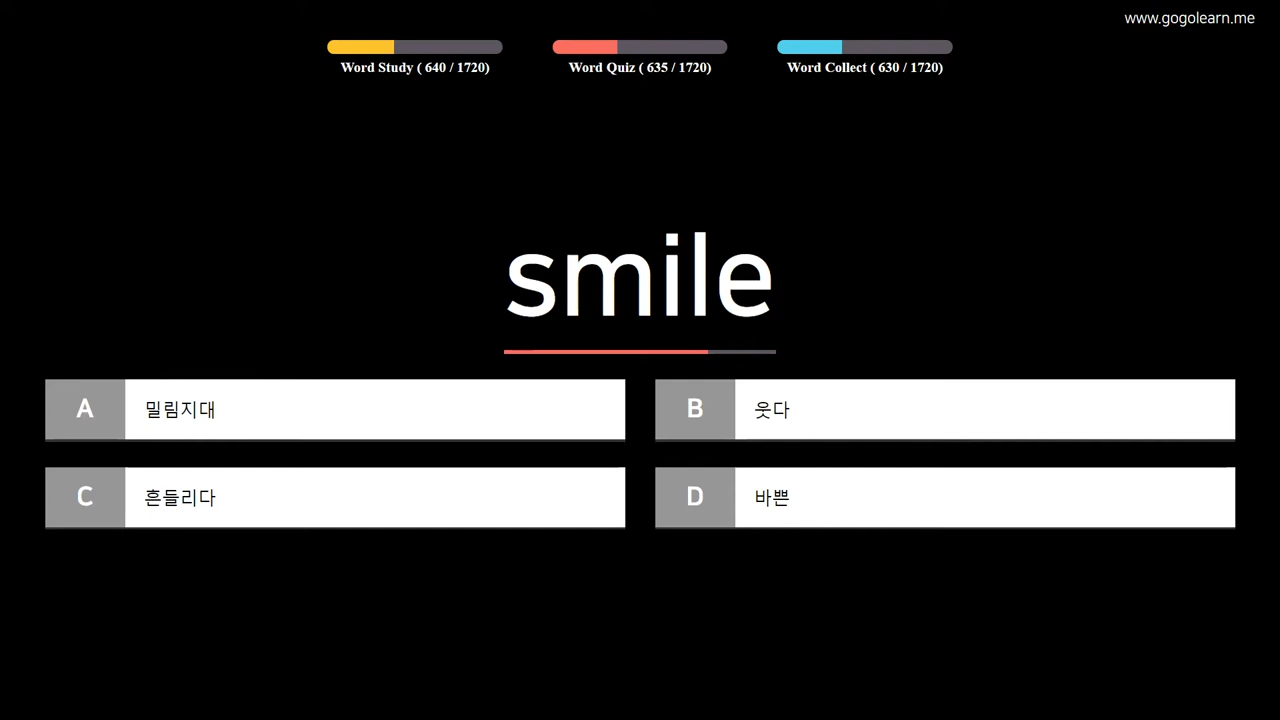 www.gogolearn.me
Word Study ( 640 / 1720)
Word Quiz ( 635 / 1720)
Word Collect ( 630 / 1720)
smile
A 밀림지대
B 웃다
C 흔들리다
D 바쁜